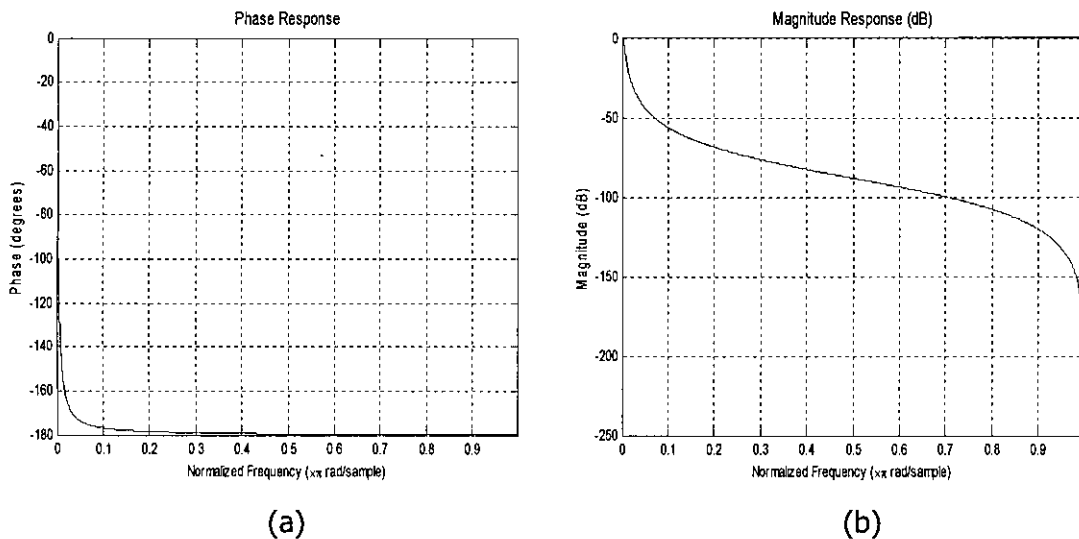 Phase Response
0
-20
-40
-60
-80
-100
-120
-140
-160
-180
Phase (degrees)
0 0.1 0.2 0.3 0.4 0.5 0.6 0.7 0.8 0.9
Normalized Frequency (×π rad/sample)
(a)
Magnitude Response (dB)
0
-50
-100
-150
-200
-250
Magnitude (dB)
0 0.1 0.2 0.3 0.4 0.5 0.6 0.7 0.8 0.9
Normalized Frequency (×π rad/sample)
(b)